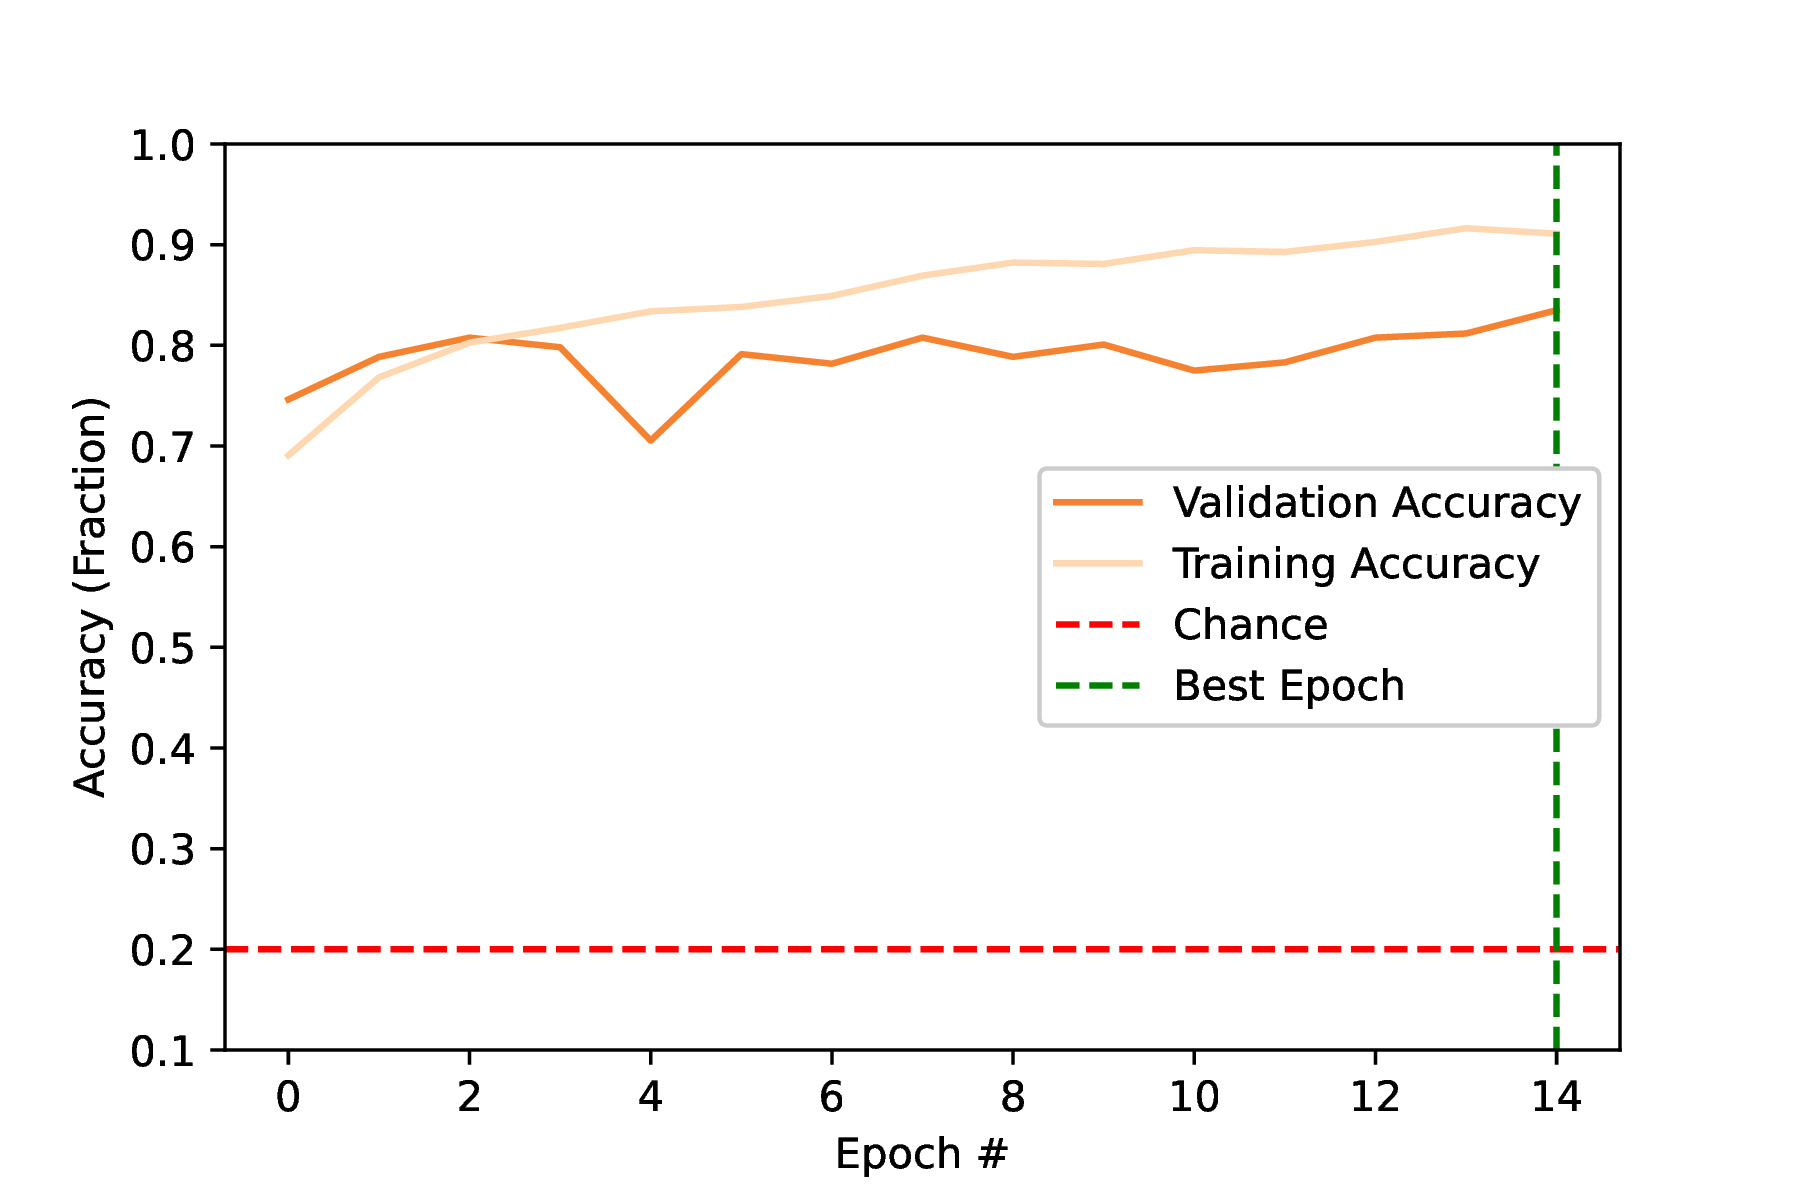 1.0
0.9
0.8
0.7
0.6
0.5
0.4
0.3
0.2
0.1
Accuracy (Fraction)
Validation Accuracy
Training Accuracy
Chance
Best Epoch
0 2 4 6 8 10 12 14
Epoch #